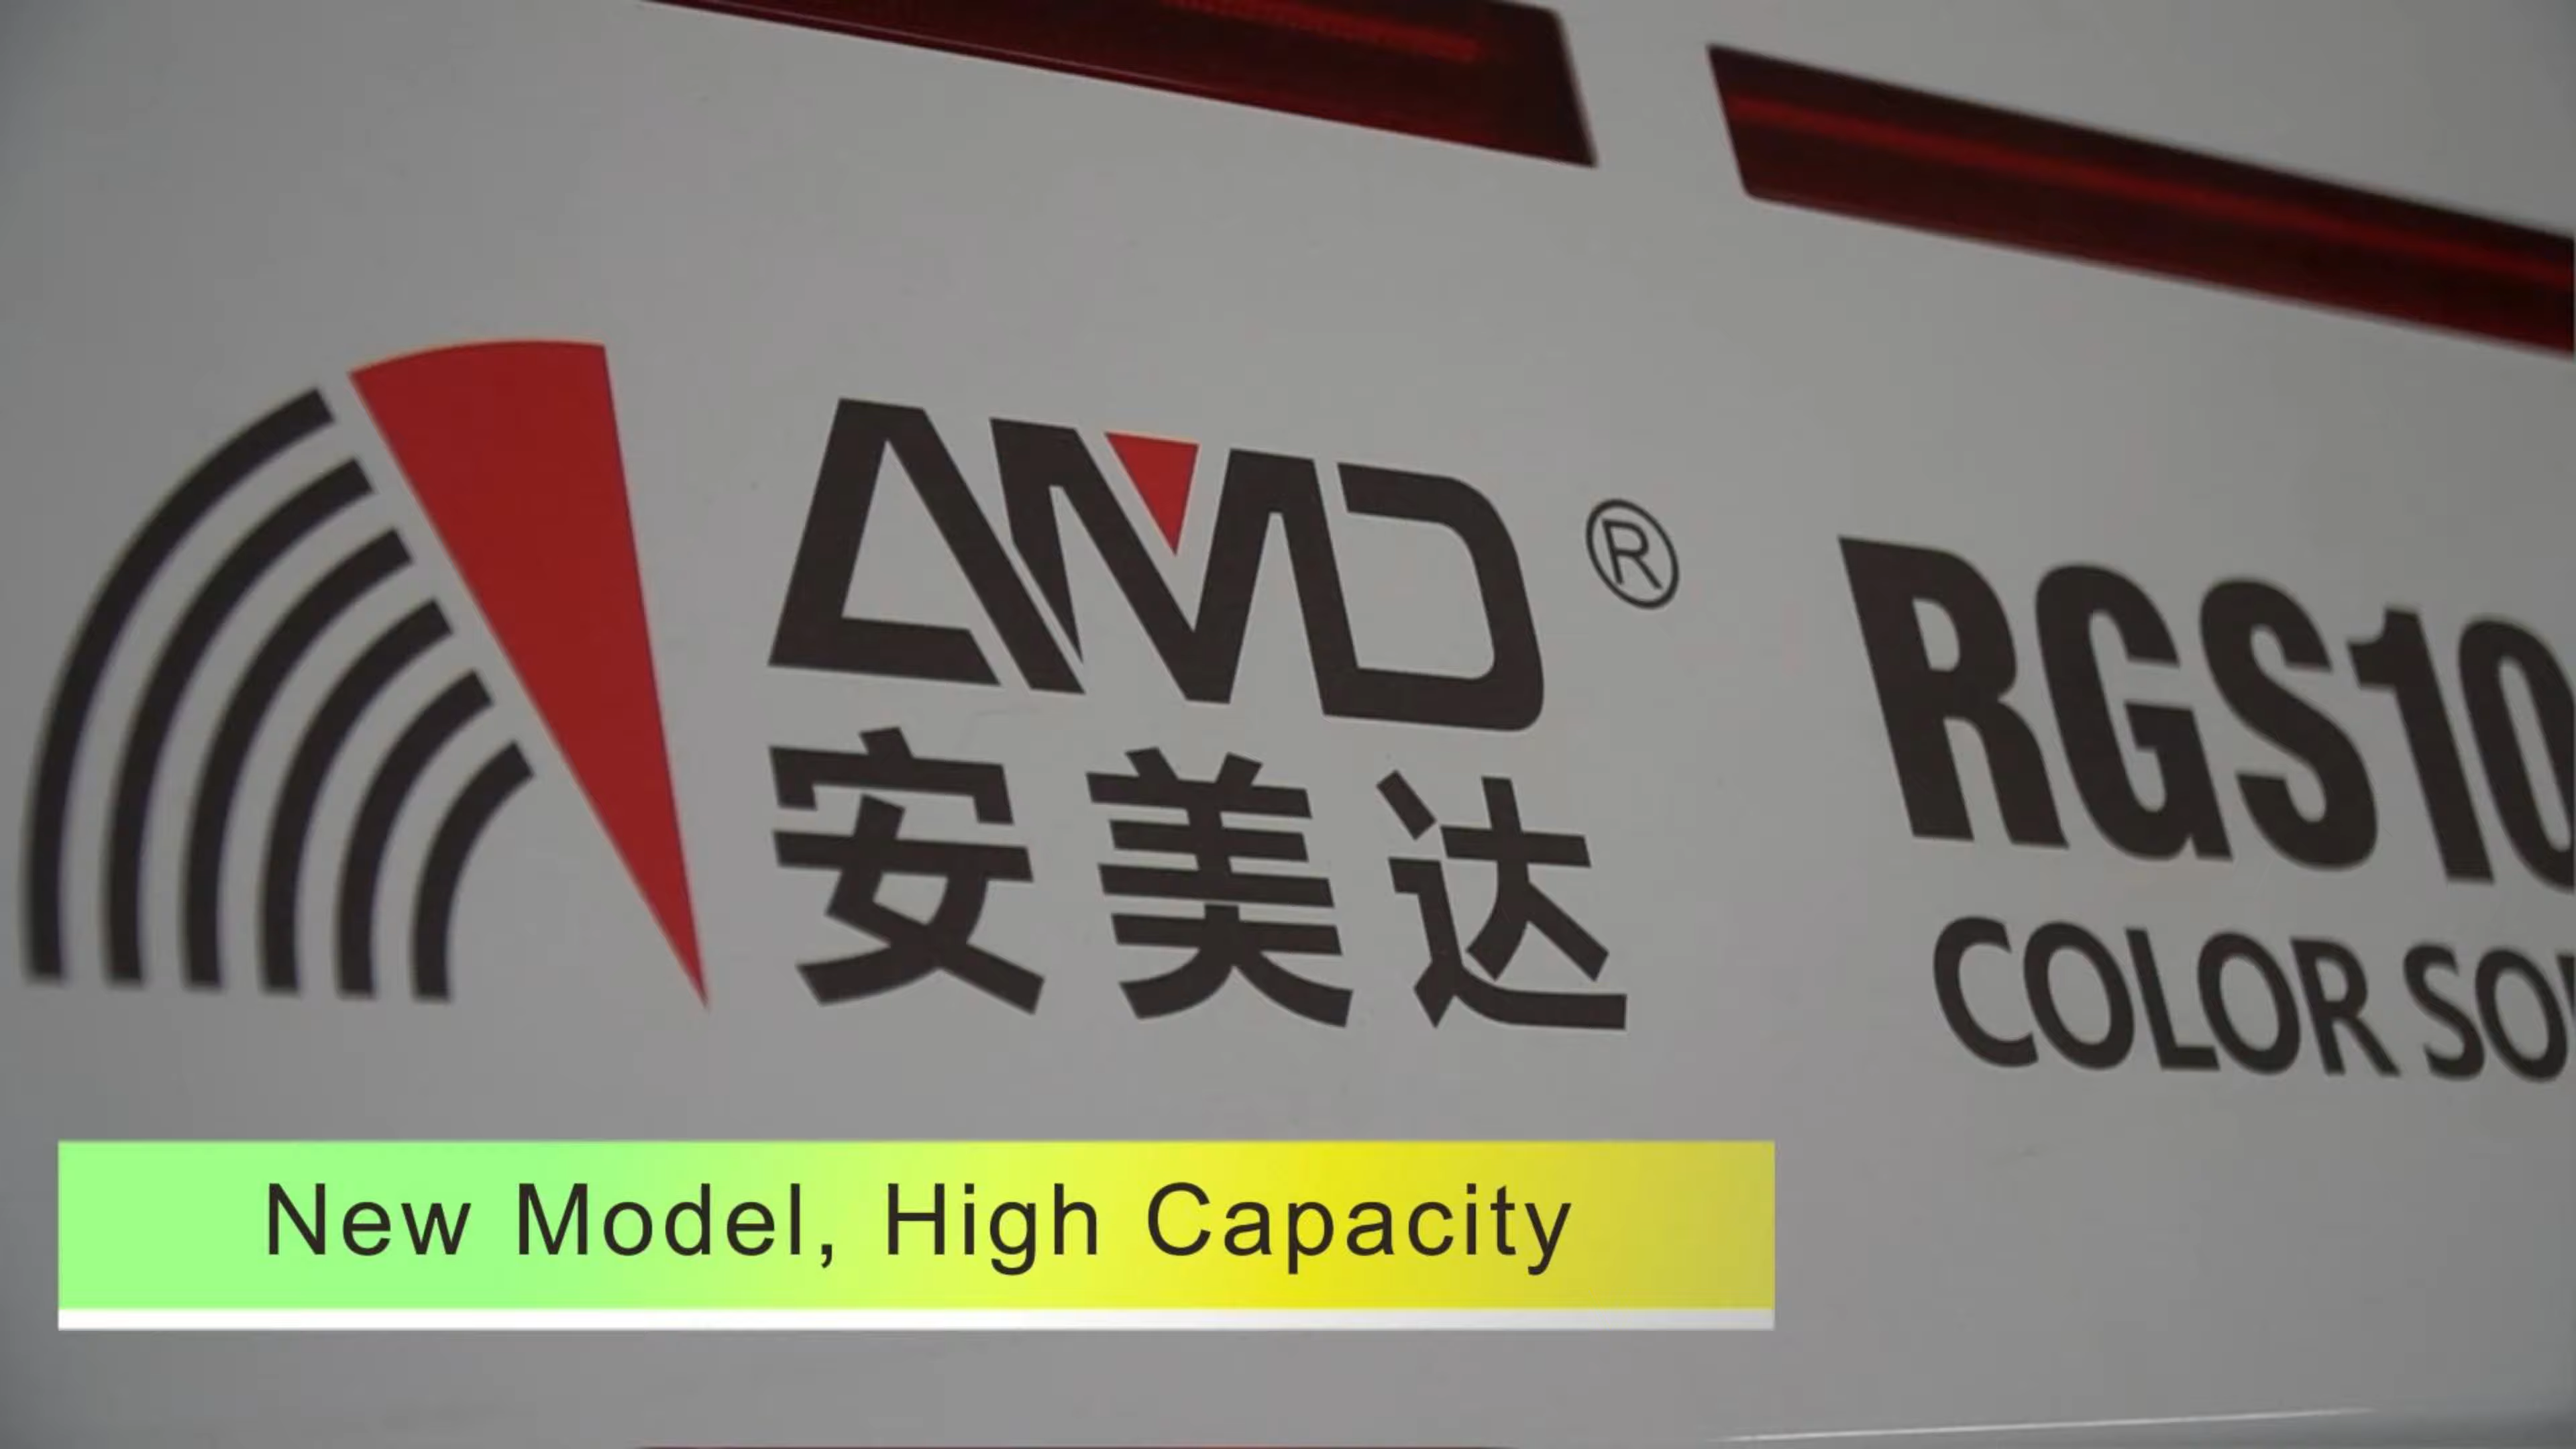 AMD®
安美达
RGS10
COLOR SO
New Model, High Capacity